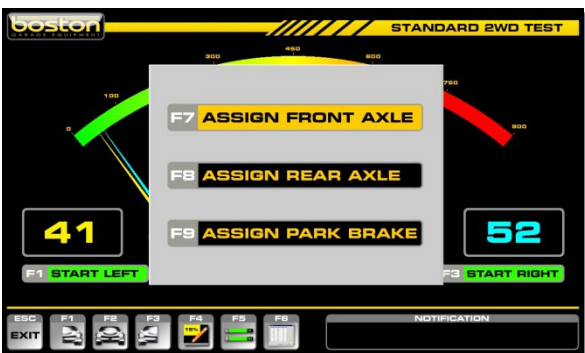 boston
GARAGE EQUIPMENT
STANDARD 2WD TEST
0
100
300
450
600
750
900
F7 ASSIGN FRONT AXLE
F8 ASSIGN REAR AXLE
F9 ASSIGN PARK BRAKE
41
52
F1 START LEFT
F3 START RIGHT
ESC
EXIT
F1
F2
F3
F4
15%
F5
F6
NOTIFICATION